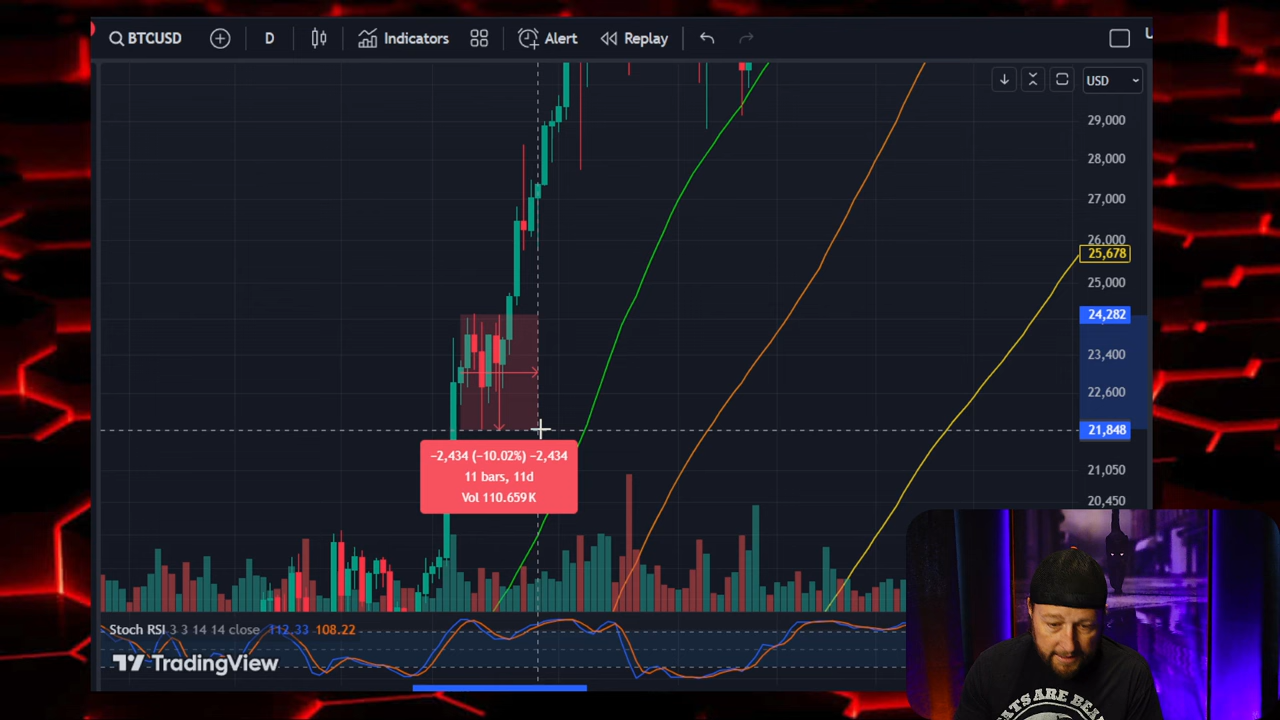 BTCUSD D Indicators Alert Replay U
USD
29,000
28,000
27,000
26,000
25,678
25,000
24,282
23,400
22,600
21,848
21,050
20,450
−2,434 (−10.02%) −2,434
11 bars, 11d
Vol 110.659K
Stoch RSI 3 3 14 14 close 112.33 108.22
TradingView